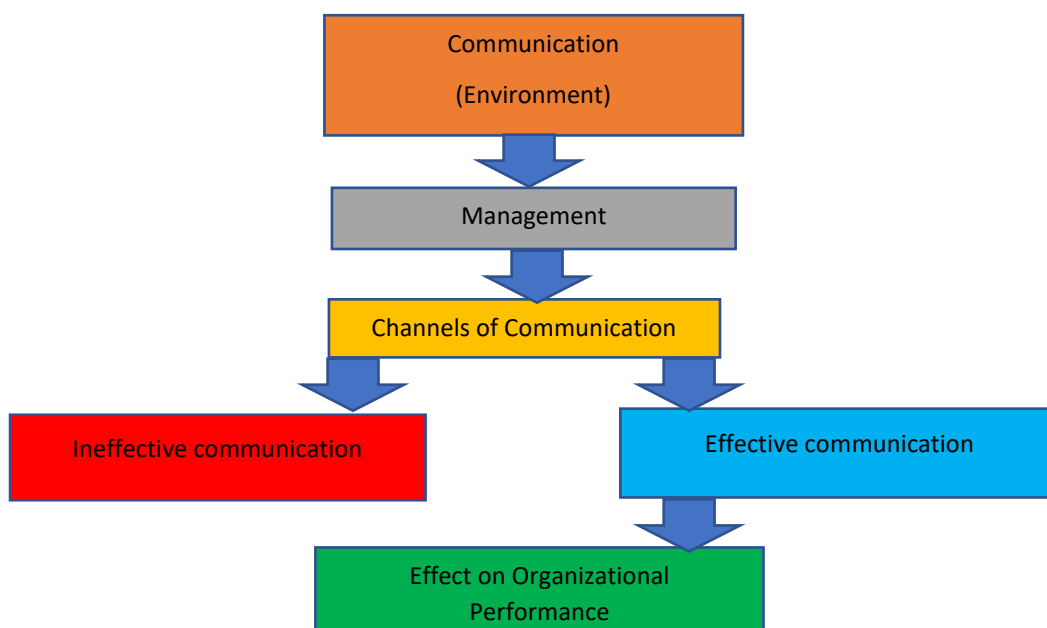 Communication
(Environment)
Management
Channels of Communication
Ineffective communication
Effective communication
Effect on Organizational
Performance